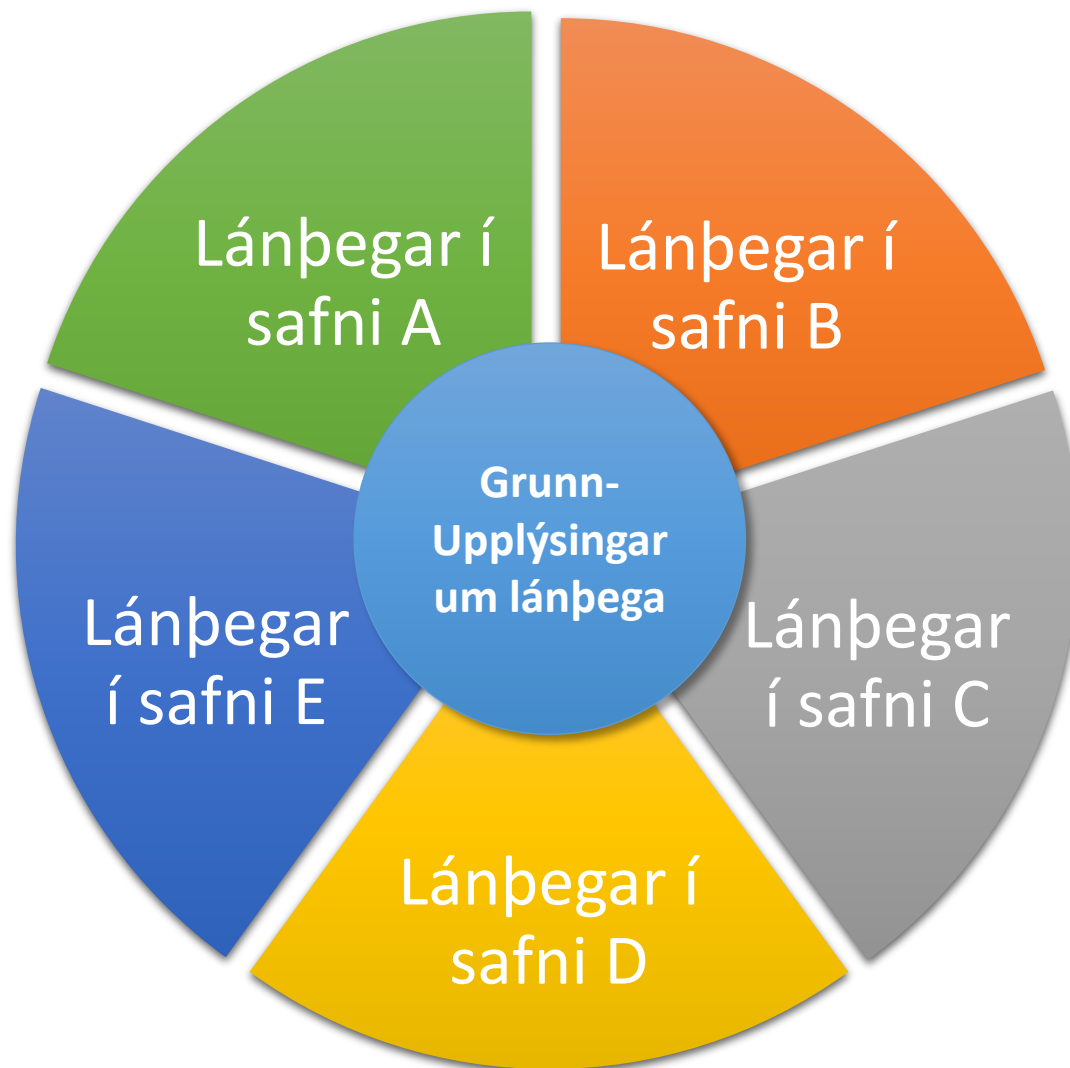 Lánþegar í
safni A
Lánþegar í
safni B
Grunn-
Upplýsingar
um lánþega
Lánþegar
í safni E
Lánþegar
í safni C
Lánþegar í
safni D